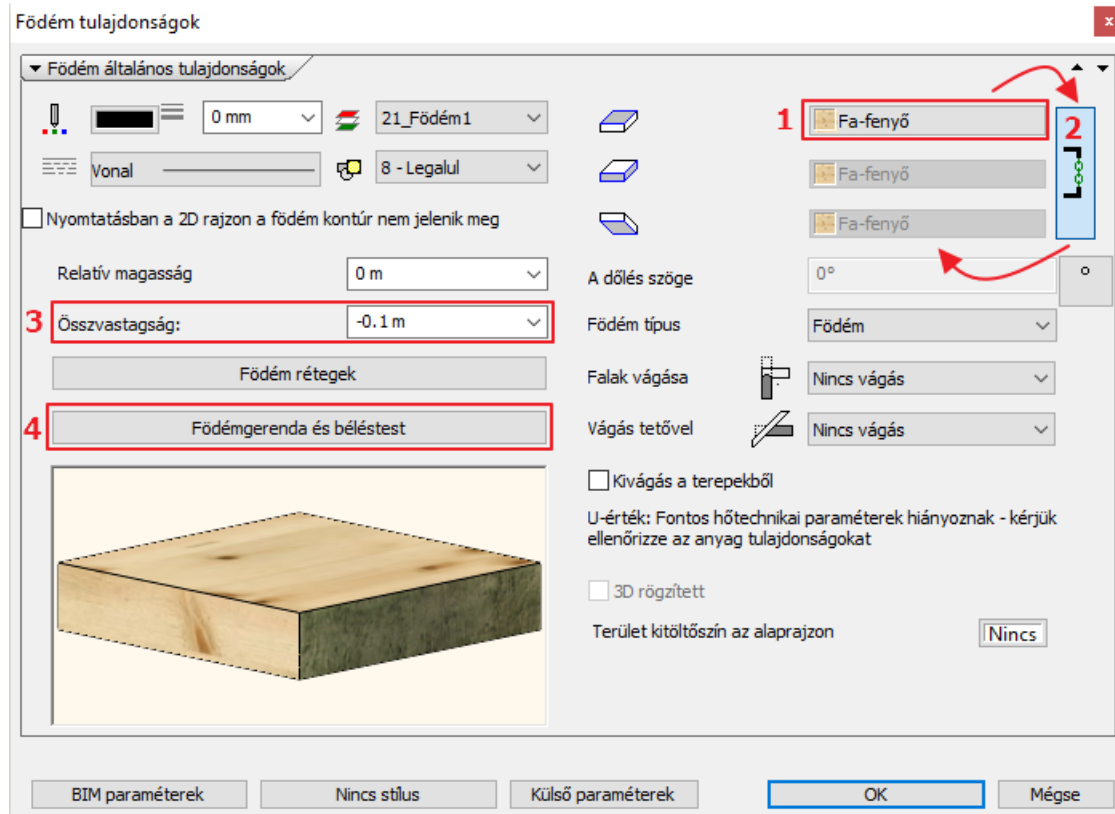 Födém tulajdonságok
x
Födém általános tulajdonságok
0 mm
21_Födém1
1
Fa-fenyő
2
Vonal
8 - Legalul
Fa-fenyő
Nyomtatásban a 2D rajzon a födém kontúr nem jelenik meg
Fa-fenyő
Relatív magasság
0 m
A dőlés szöge
0°
°
3
Összvastagság:
-0.1 m
Födém típus
Födém
Födém rétegek
Falak vágása
Nincs vágás
4
Födémgerenda és béléstest
Vágás tetővel
Nincs vágás
Kivágás a terepekből
U-érték: Fontos hőtechnikai paraméterek hiányoznak - kérjük
ellenőrizze az anyag tulajdonságokat
3D rögzített
Terület kitöltőszín az alaprajzon
Nincs
BIM paraméterek
Nincs stílus
Külső paraméterek
OK
Mégse